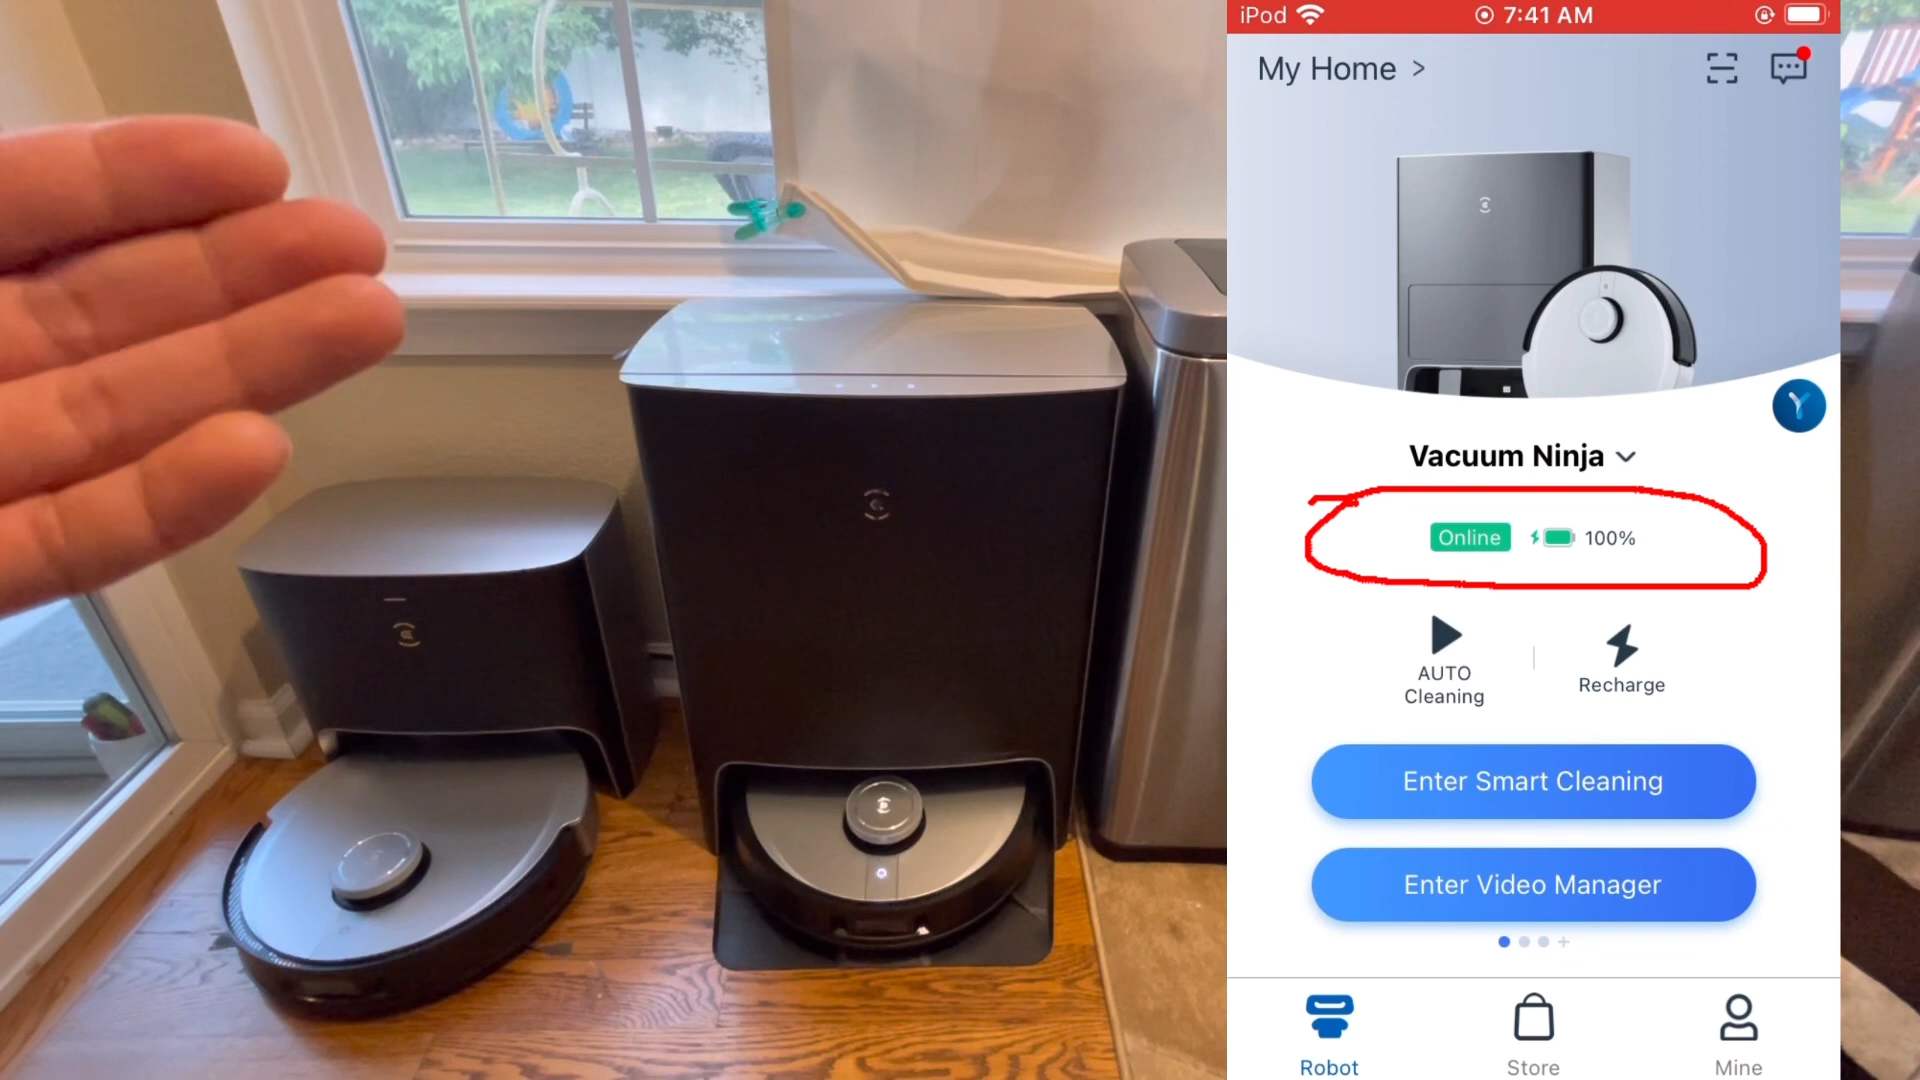 iPod 7:41 AM
My Home >
Vacuum Ninja
Online 100%
AUTO
Cleaning
Recharge
Enter Smart Cleaning
Enter Video Manager
Robot
Store
Mine